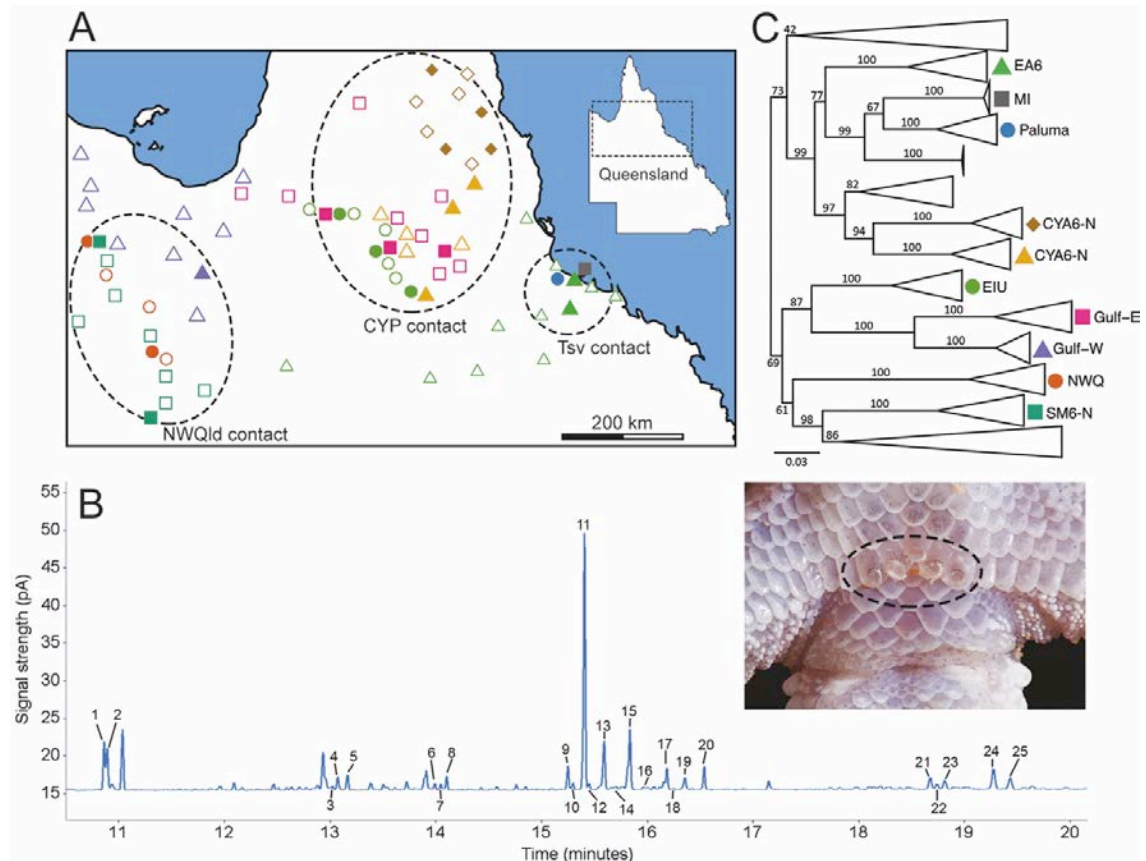 A
Queensland
CYP contact
Tsv contact
NWQld contact
200 km
C
42
EA6
100
73
77
MI
67
100
Paluma
99
100
99
100
82
97
CYA6-N
100
94
CYA6-N
100
EIU
100
87
Gulf–E
100
100
Gulf–W
100
69
NWQ
100
61
SM6-N
100
98
86
0.03
B
Signal strength (pA)
55
50
45
40
35
30
25
20
15
1 2 3 4 5 6 7 8 9 10 11 12 13 14 15 16 17 18 19 20 21 22 23 24 25
11 12 13 14 15 16 17 18 19 20
Time (minutes)